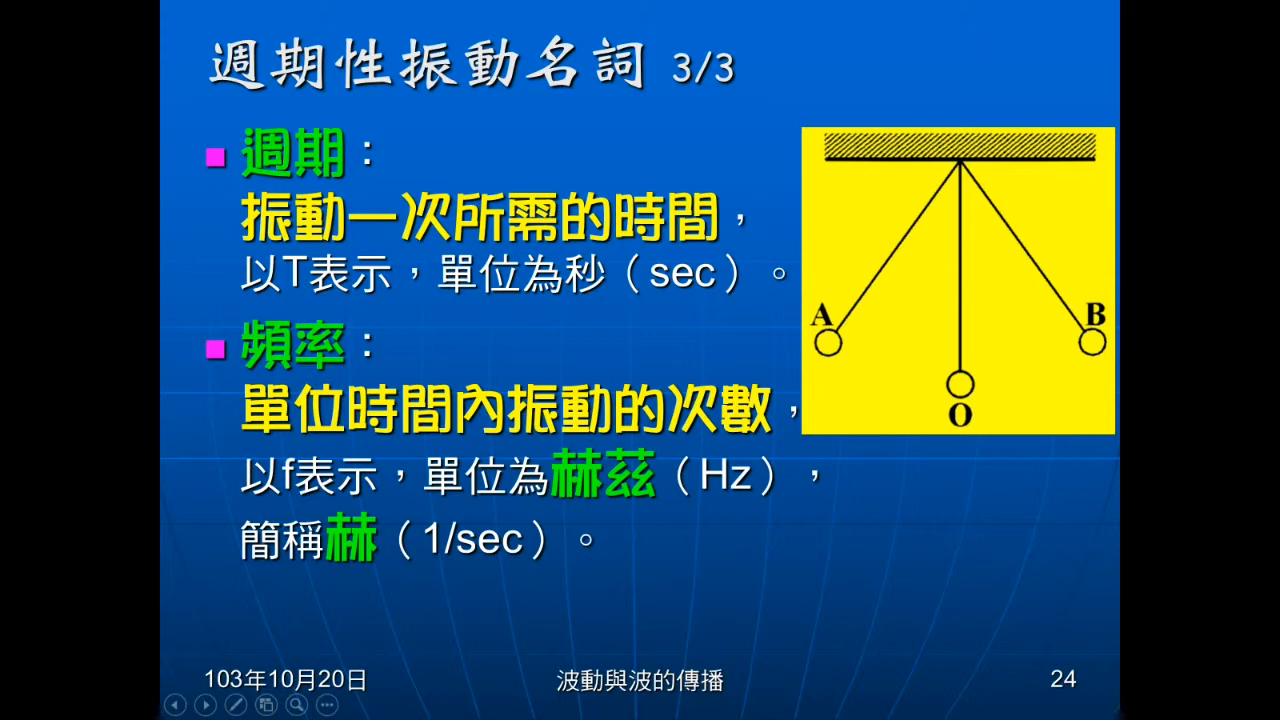 週期性振動名詞 3/3
週期：
振動一次所需的時間，
以T表示，單位為秒（sec）。
頻率：
單位時間內振動的次數，
以f表示，單位為赫茲（Hz），
簡稱赫（1/sec）。
A
B
O
103年10月20日
波動與波的傳播
24